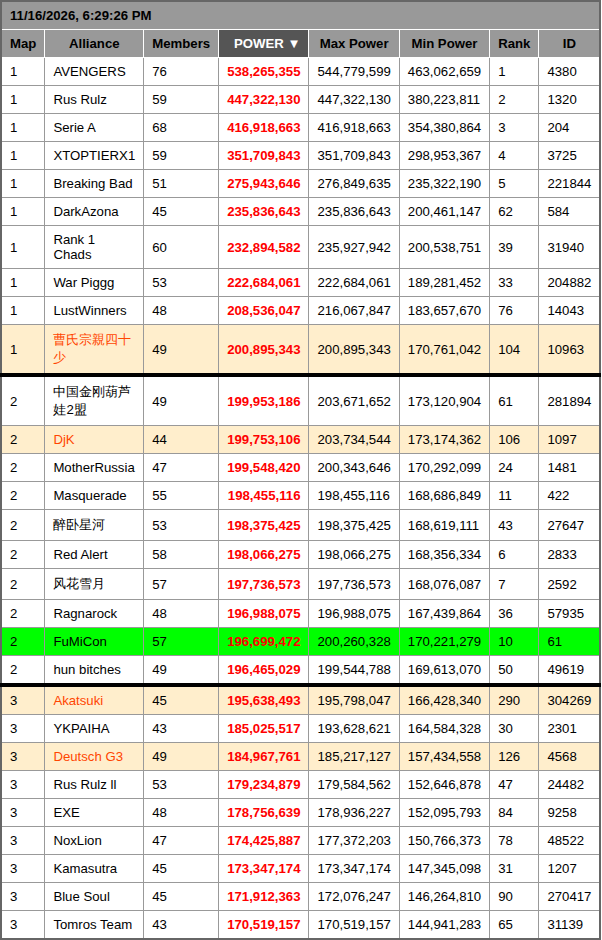 11/16/2026, 6:29:26 PM
Map Alliance Members POWER ▼ Max Power Min Power Rank ID
1 AVENGERS 76 538,265,355 544,779,599 463,062,659 1 4380
1 Rus Rulz 59 447,322,130 447,322,130 380,223,811 2 1320
1 Serie A 68 416,918,663 416,918,663 354,380,864 3 204
1 XTOPTIERX1 59 351,709,843 351,709,843 298,953,367 4 3725
1 Breaking Bad 51 275,943,646 276,849,635 235,322,190 5 221844
1 DarkAzona 45 235,836,643 235,836,643 200,461,147 62 584
1 Rank 1
Chads 60 232,894,582 235,927,942 200,538,751 39 31940
1 War Piggg 53 222,684,061 222,684,061 189,281,452 33 204882
1 LustWinners 48 208,536,047 216,067,847 183,657,670 76 14043
1 曹氏宗親四十
少 49 200,895,343 200,895,343 170,761,042 104 10963
2 中国金刚葫芦
娃2盟 49 199,953,186 203,671,652 173,120,904 61 281894
2 DjK 44 199,753,106 203,734,544 173,174,362 106 1097
2 MotherRussia 47 199,548,420 200,343,646 170,292,099 24 1481
2 Masquerade 55 198,455,116 198,455,116 168,686,849 11 422
2 醉卧星河 53 198,375,425 198,375,425 168,619,111 43 27647
2 Red Alert 58 198,066,275 198,066,275 168,356,334 6 2833
2 风花雪月 57 197,736,573 197,736,573 168,076,087 7 2592
2 Ragnarock 48 196,988,075 196,988,075 167,439,864 36 57935
2 FuMiCon 57 196,699,472 200,260,328 170,221,279 10 61
2 hun bitches 49 196,465,029 199,544,788 169,613,070 50 49619
3 Akatsuki 45 195,638,493 195,798,047 166,428,340 290 304269
3 YKPAIHA 43 185,025,517 193,628,621 164,584,328 30 2301
3 Deutsch G3 49 184,967,761 185,217,127 157,434,558 126 4568
3 Rus Rulz ll 53 179,234,879 179,584,562 152,646,878 47 24482
3 EXE 48 178,756,639 178,936,227 152,095,793 84 9258
3 NoxLion 47 174,425,887 177,372,203 150,766,373 78 48522
3 Kamasutra 45 173,347,174 173,347,174 147,345,098 31 1207
3 Blue Soul 45 171,912,363 172,076,247 146,264,810 90 270417
3 Tomros Team 43 170,519,157 170,519,157 144,941,283 65 31139